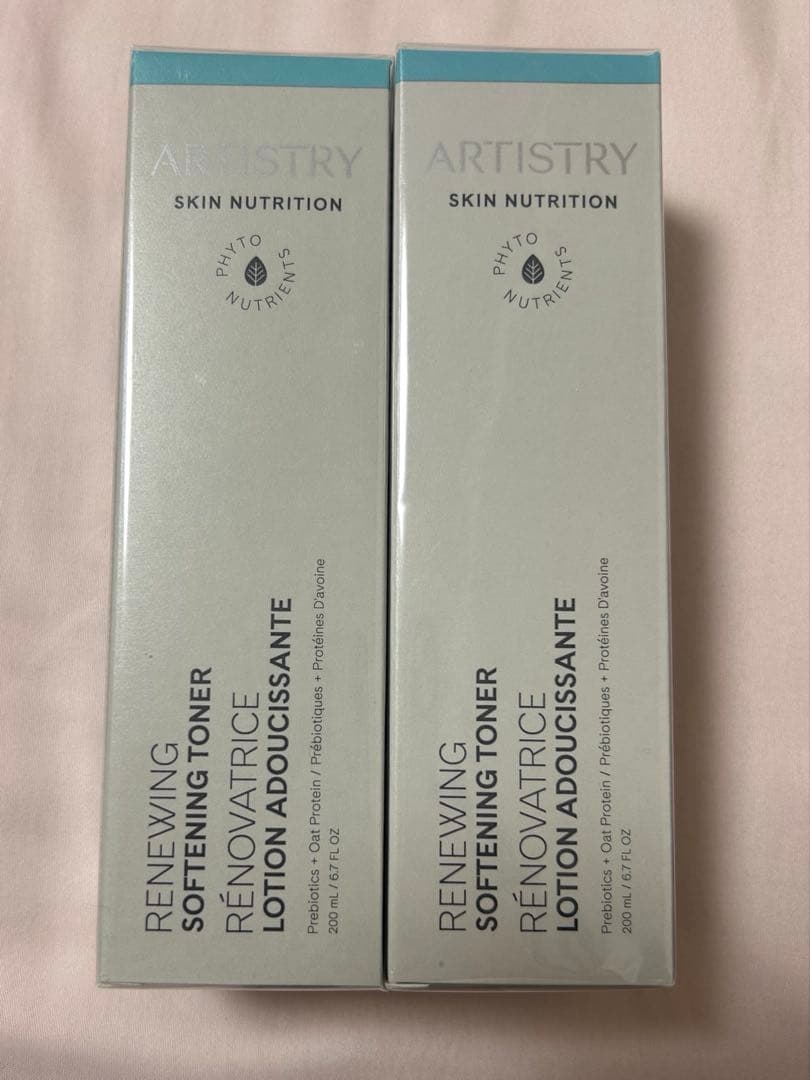 ARTISTRY
SKIN NUTRITION
PHYTO
NUTRIENTS
RENEWING
SOFTENING TONER
RÉNOVATRICE
LOTION ADOUCISSANTE
Prebiotics + Oat Protein / Prébiotiques + Protéines D'avoine
200 mL / 6.7 FL OZ
ARTISTRY
SKIN NUTRITION
PHYTO
NUTRIENTS
RENEWING
SOFTENING TONER
RÉNOVATRICE
LOTION ADOUCISSANTE
Prebiotics + Oat Protein / Prébiotiques + Protéines D'avoine
200 mL / 6.7 FL OZ